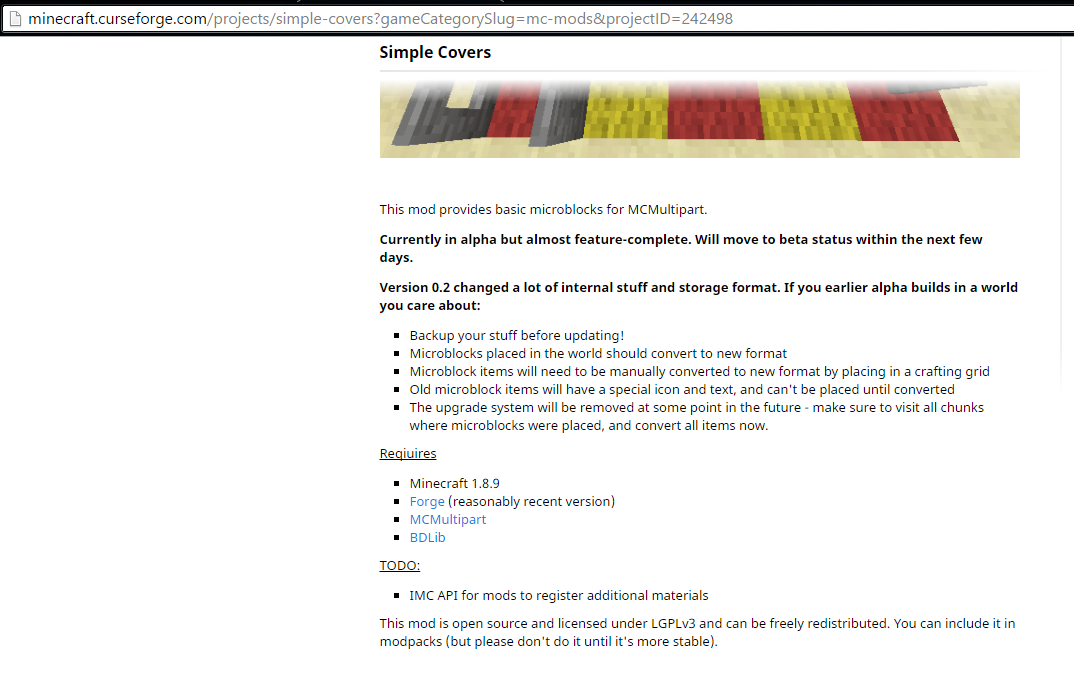 minecraft.curseforge.com/projects/simple-covers?gameCategorySlug=mc-mods&projectID=242498
Simple Covers
This mod provides basic microblocks for MCMultipart.
Currently in alpha but almost feature-complete. Will move to beta status within the next few
days.
Version 0.2 changed a lot of internal stuff and storage format. If you earlier alpha builds in a world
you care about:
Backup your stuff before updating!
Microblocks placed in the world should convert to new format
Microblock items will need to be manually converted to new format by placing in a crafting grid
Old microblock items will have a special icon and text, and can't be placed until converted
The upgrade system will be removed at some point in the future - make sure to visit all chunks
where microblocks were placed, and convert all items now.
Reqiuires
Minecraft 1.8.9
Forge (reasonably recent version)
MCMultipart
BDLib
TODO:
IMC API for mods to register additional materials
This mod is open source and licensed under LGPLv3 and can be freely redistributed. You can include it in
modpacks (but please don't do it until it's more stable).